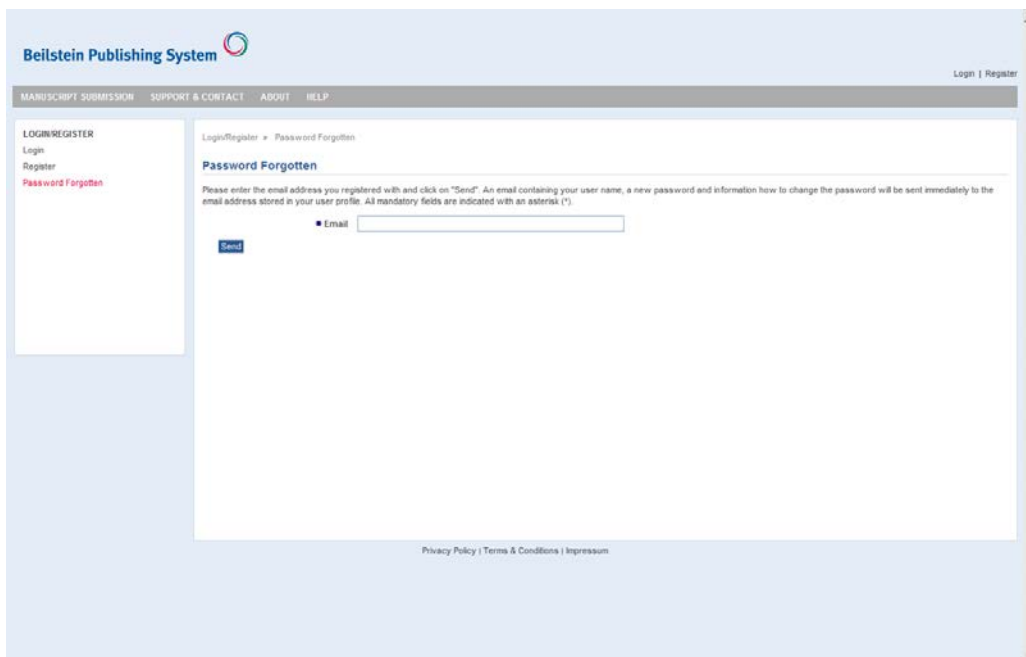 Beilstein Publishing System
Login | Register
MANUSCRIPT SUBMISSION SUPPORT & CONTACT ABOUT HELP
LOGIN/REGISTER
Login
Register
Password Forgotten
Login/Register » Password Forgotten
Password Forgotten
Please enter the email address you registered with and click on "Send". An email containing your user name, a new password and information how to change the password will be sent immediately to the
email address stored in your user profile. All mandatory fields are indicated with an asterisk (*).
Email
Send
Privacy Policy | Terms & Conditions | Impressum